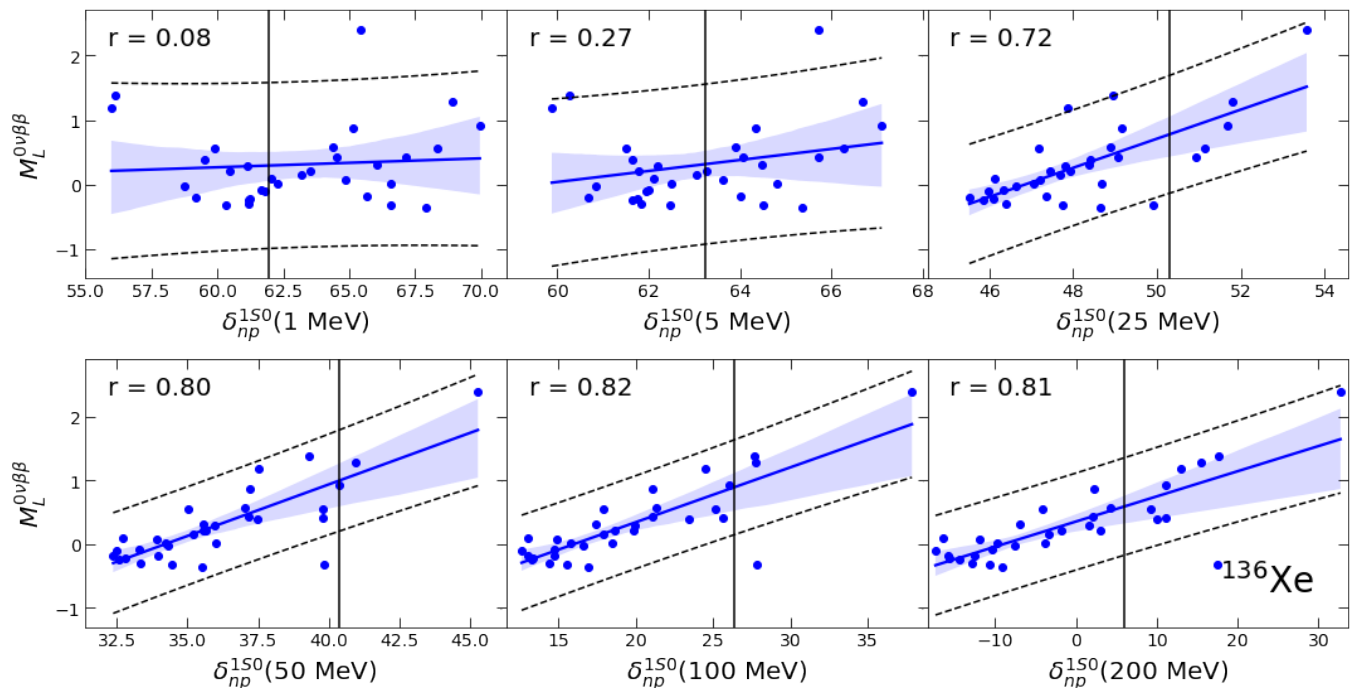 r = 0.08 r = 0.27 r = 0.72
2
1
0
−1
M_L^{0νββ}
55.0 57.5 60.0 62.5 65.0 67.5 70.0 60 62 64 66 68 46 48 50 52 54
δ_{np}^{1S0}(1 MeV) δ_{np}^{1S0}(5 MeV) δ_{np}^{1S0}(25 MeV)
r = 0.80 r = 0.82 r = 0.81
2
1
0
−1
M_L^{0νββ}
^{136}Xe
32.5 35.0 37.5 40.0 42.5 45.0 15 20 25 30 35 −10 0 10 20 30
δ_{np}^{1S0}(50 MeV) δ_{np}^{1S0}(100 MeV) δ_{np}^{1S0}(200 MeV)